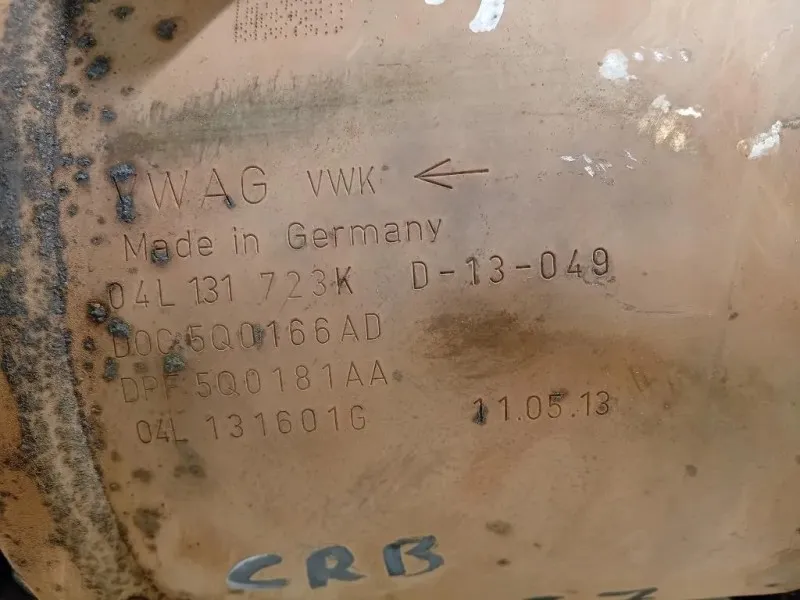 VWAG VWK ←
Made in Germany
04L 131 723K D-13-049
DOC 5Q0166AD
DPF 5Q0181AA
04L 131601G 11.05.13
CRB